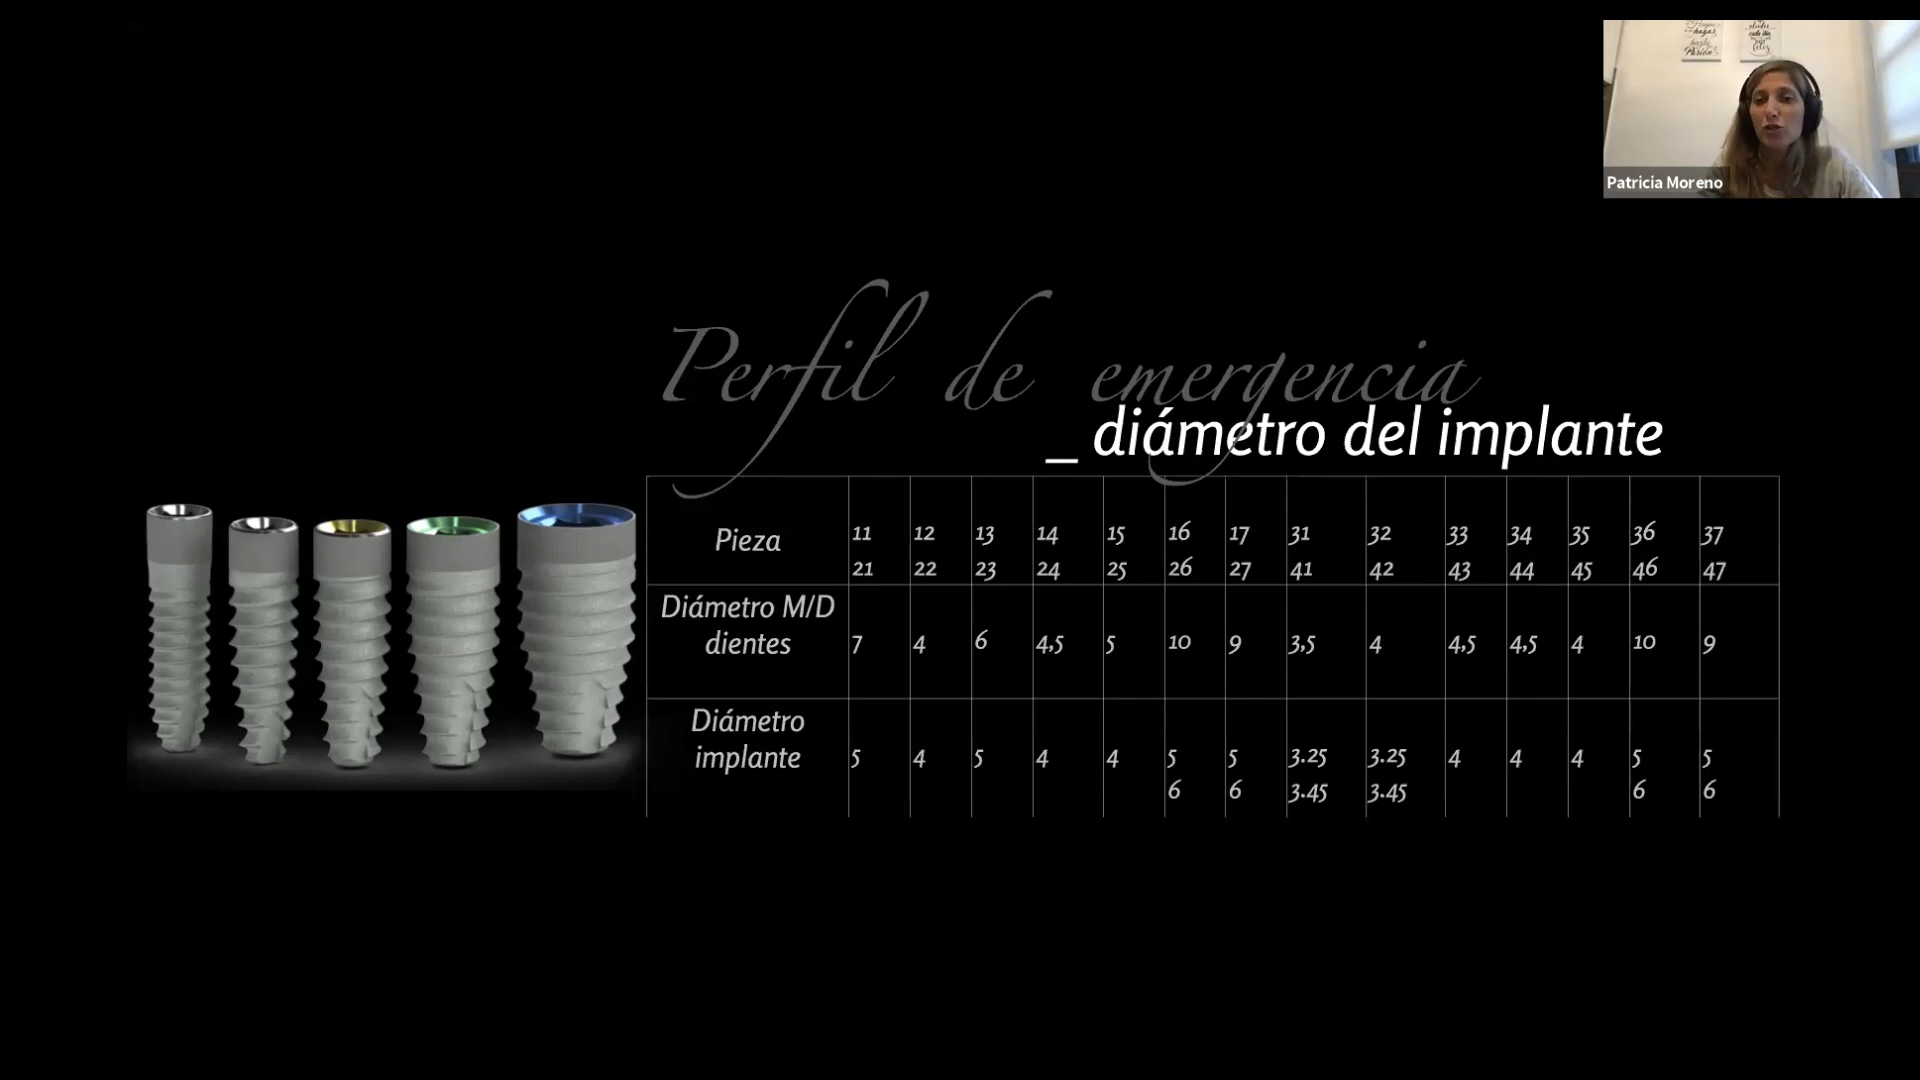 Hagas
hagas
hazlo
Pasión
Patricia Moreno
Perfil de emergencia
_ diámetro del implante
Pieza 11 12 13 14 15 16 17 31 32 33 34 35 36 37
21 22 23 24 25 26 27 41 42 43 44 45 46 47
Diámetro M/D
dientes 7 4 6 4,5 5 10 9 3,5 4 4,5 4,5 4 10 9
Diámetro
implante 5 4 5 4 4 5 5 3.25 3.25 4 4 4 5 5
6 6 3.45 3.45 6 6